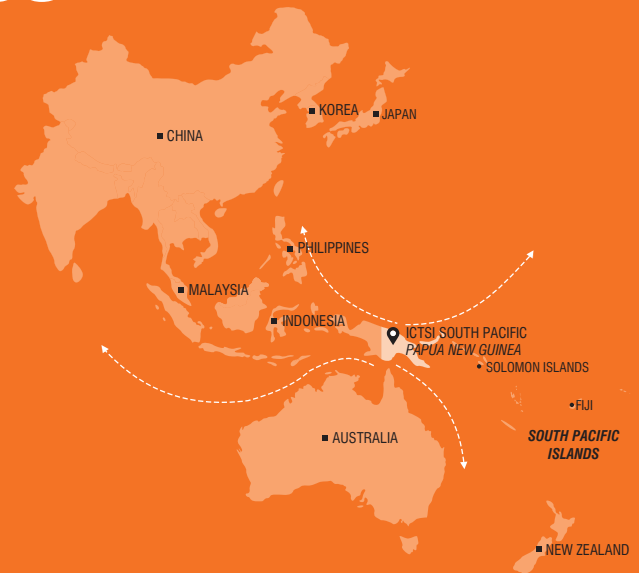 KOREA
JAPAN
CHINA
PHILIPPINES
MALAYSIA
INDONESIA
ICTSI SOUTH PACIFIC
PAPUA NEW GUINEA
SOLOMON ISLANDS
FIJI
SOUTH PACIFIC
ISLANDS
AUSTRALIA
NEW ZEALAND